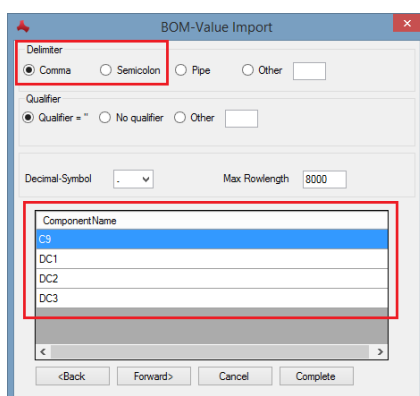 BOM-Value Import
Delimiter
Comma Semicolon Pipe Other
Qualifier
Qualifier = " No qualifier Other
Decimal-Symbol . Max Rowlength 8000
ComponentName
C9
DC1
DC2
DC3
<Back Forward> Cancel Complete